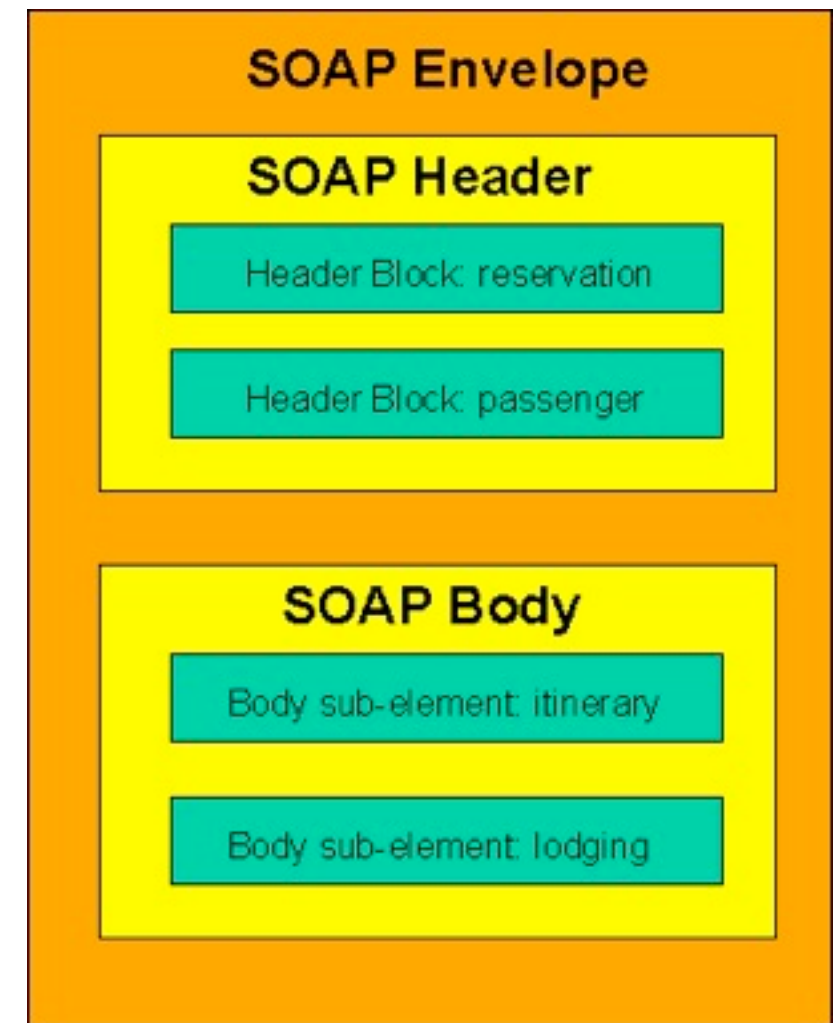 SOAP Envelope
SOAP Header
Header Block: reservation
Header Block: passenger
SOAP Body
Body sub-element: itinerary
Body sub-element: lodging